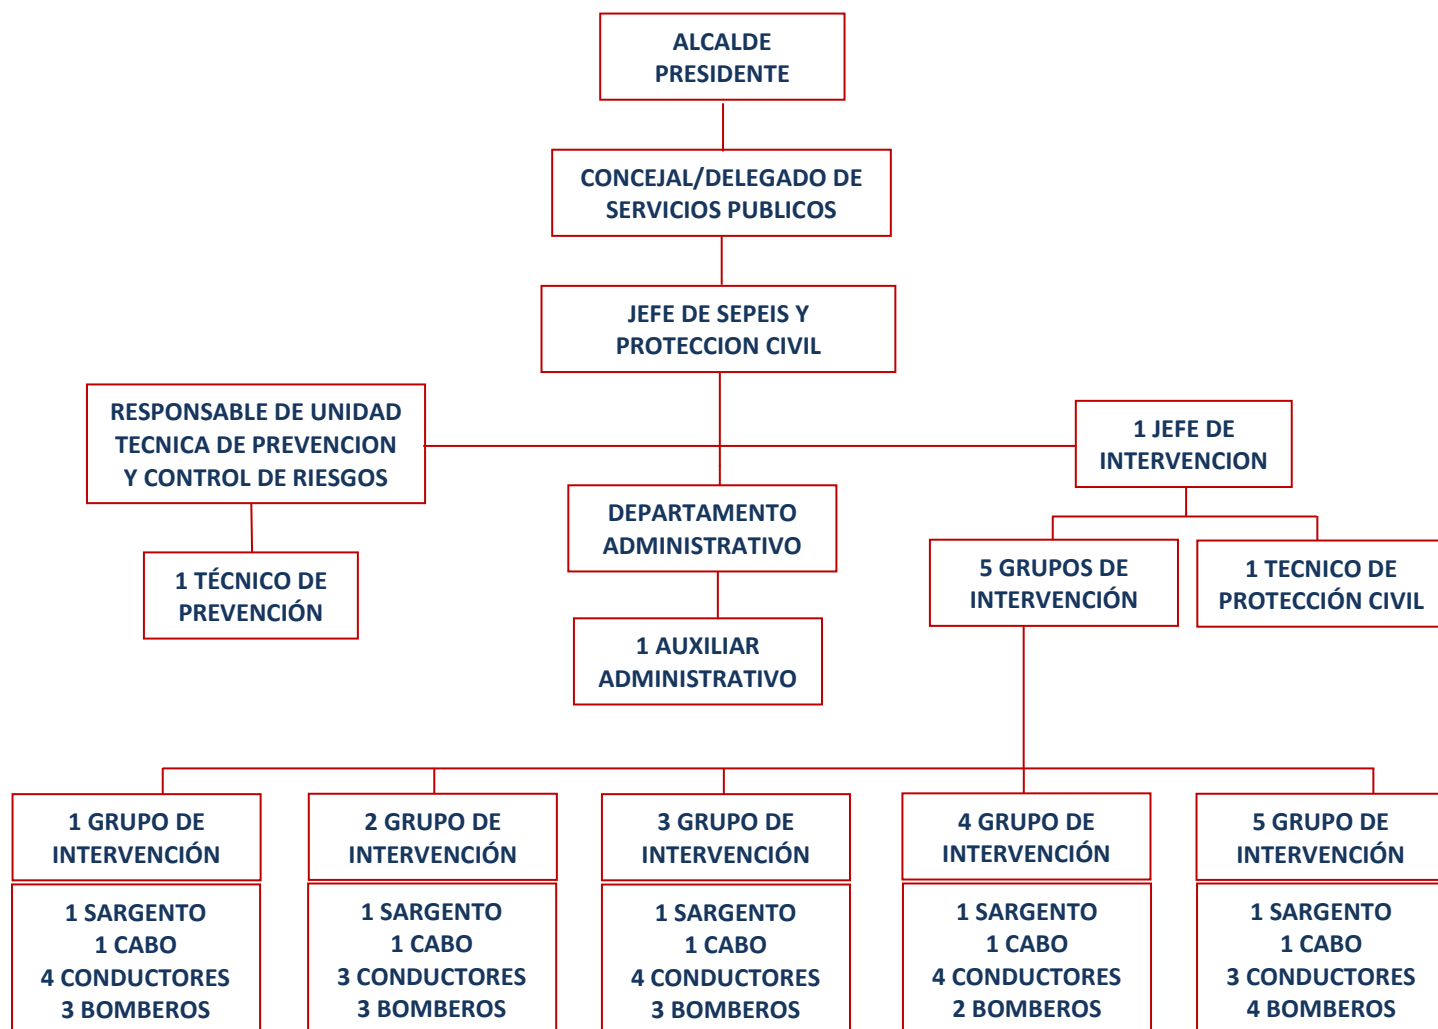 ALCALDE
PRESIDENTE
CONCEJAL/DELEGADO DE
SERVICIOS PUBLICOS
JEFE DE SEPEIS Y
PROTECCION CIVIL
RESPONSABLE DE UNIDAD
TECNICA DE PREVENCION
Y CONTROL DE RIESGOS
1 JEFE DE
INTERVENCION
DEPARTAMENTO
ADMINISTRATIVO
1 TÉCNICO DE
PREVENCIÓN
5 GRUPOS DE
INTERVENCIÓN
1 TECNICO DE
PROTECCIÓN CIVIL
1 AUXILIAR
ADMINISTRATIVO
1 GRUPO DE
INTERVENCIÓN
1 SARGENTO
1 CABO
4 CONDUCTORES
3 BOMBEROS
2 GRUPO DE
INTERVENCIÓN
1 SARGENTO
1 CABO
3 CONDUCTORES
3 BOMBEROS
3 GRUPO DE
INTERVENCIÓN
1 SARGENTO
1 CABO
4 CONDUCTORES
3 BOMBEROS
4 GRUPO DE
INTERVENCIÓN
1 SARGENTO
1 CABO
4 CONDUCTORES
2 BOMBEROS
5 GRUPO DE
INTERVENCIÓN
1 SARGENTO
1 CABO
3 CONDUCTORES
4 BOMBEROS